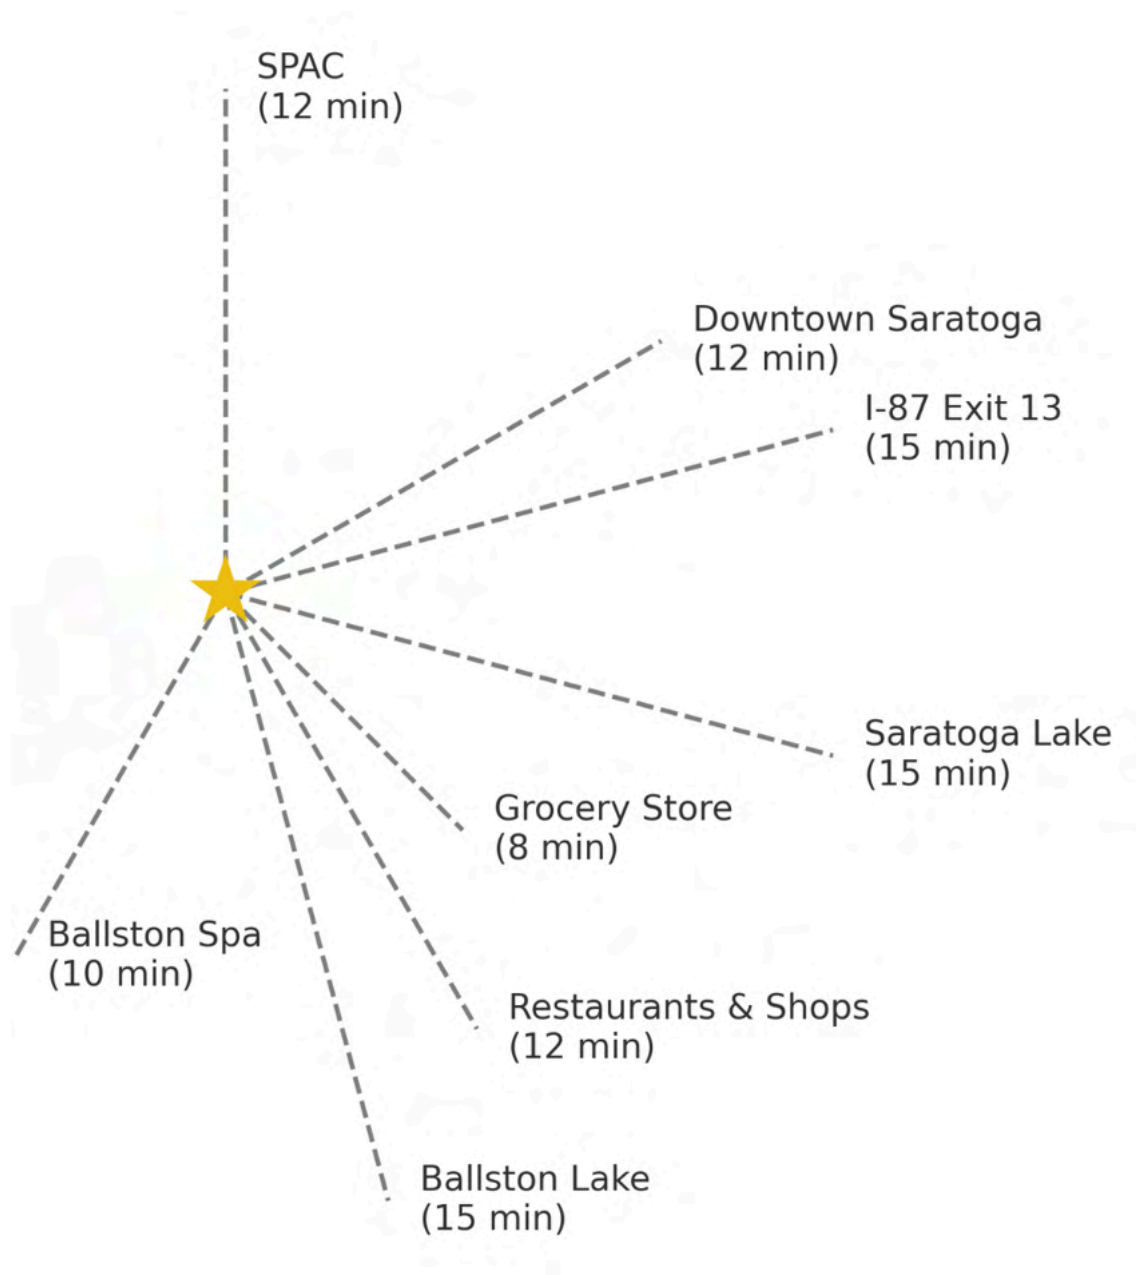 SPAC
(12 min)
Downtown Saratoga
(12 min)
I-87 Exit 13
(15 min)
Saratoga Lake
(15 min)
Grocery Store
(8 min)
Ballston Spa
(10 min)
Restaurants & Shops
(12 min)
Ballston Lake
(15 min)